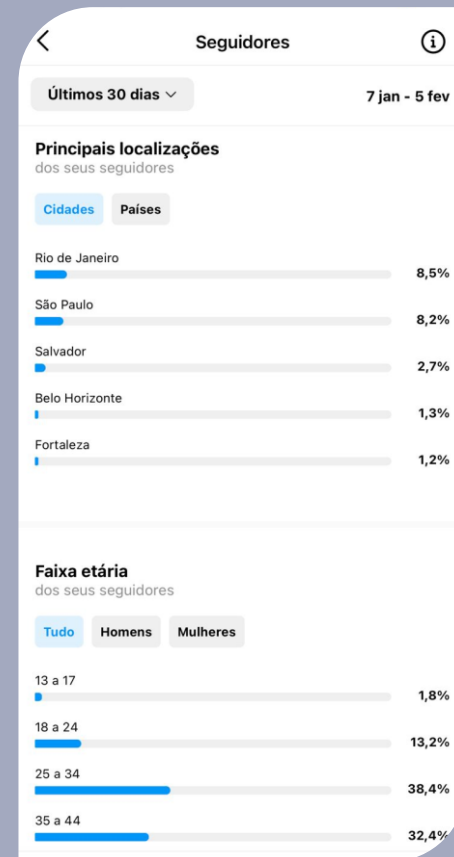 Seguidores
Últimos 30 dias
7 jan - 5 fev
Principais localizações
dos seus seguidores
Cidades Países
Rio de Janeiro
8,5%
São Paulo
8,2%
Salvador
2,7%
Belo Horizonte
1,3%
Fortaleza
1,2%
Faixa etária
dos seus seguidores
Tudo Homens Mulheres
13 a 17
1,8%
18 a 24
13,2%
25 a 34
38,4%
35 a 44
32,4%